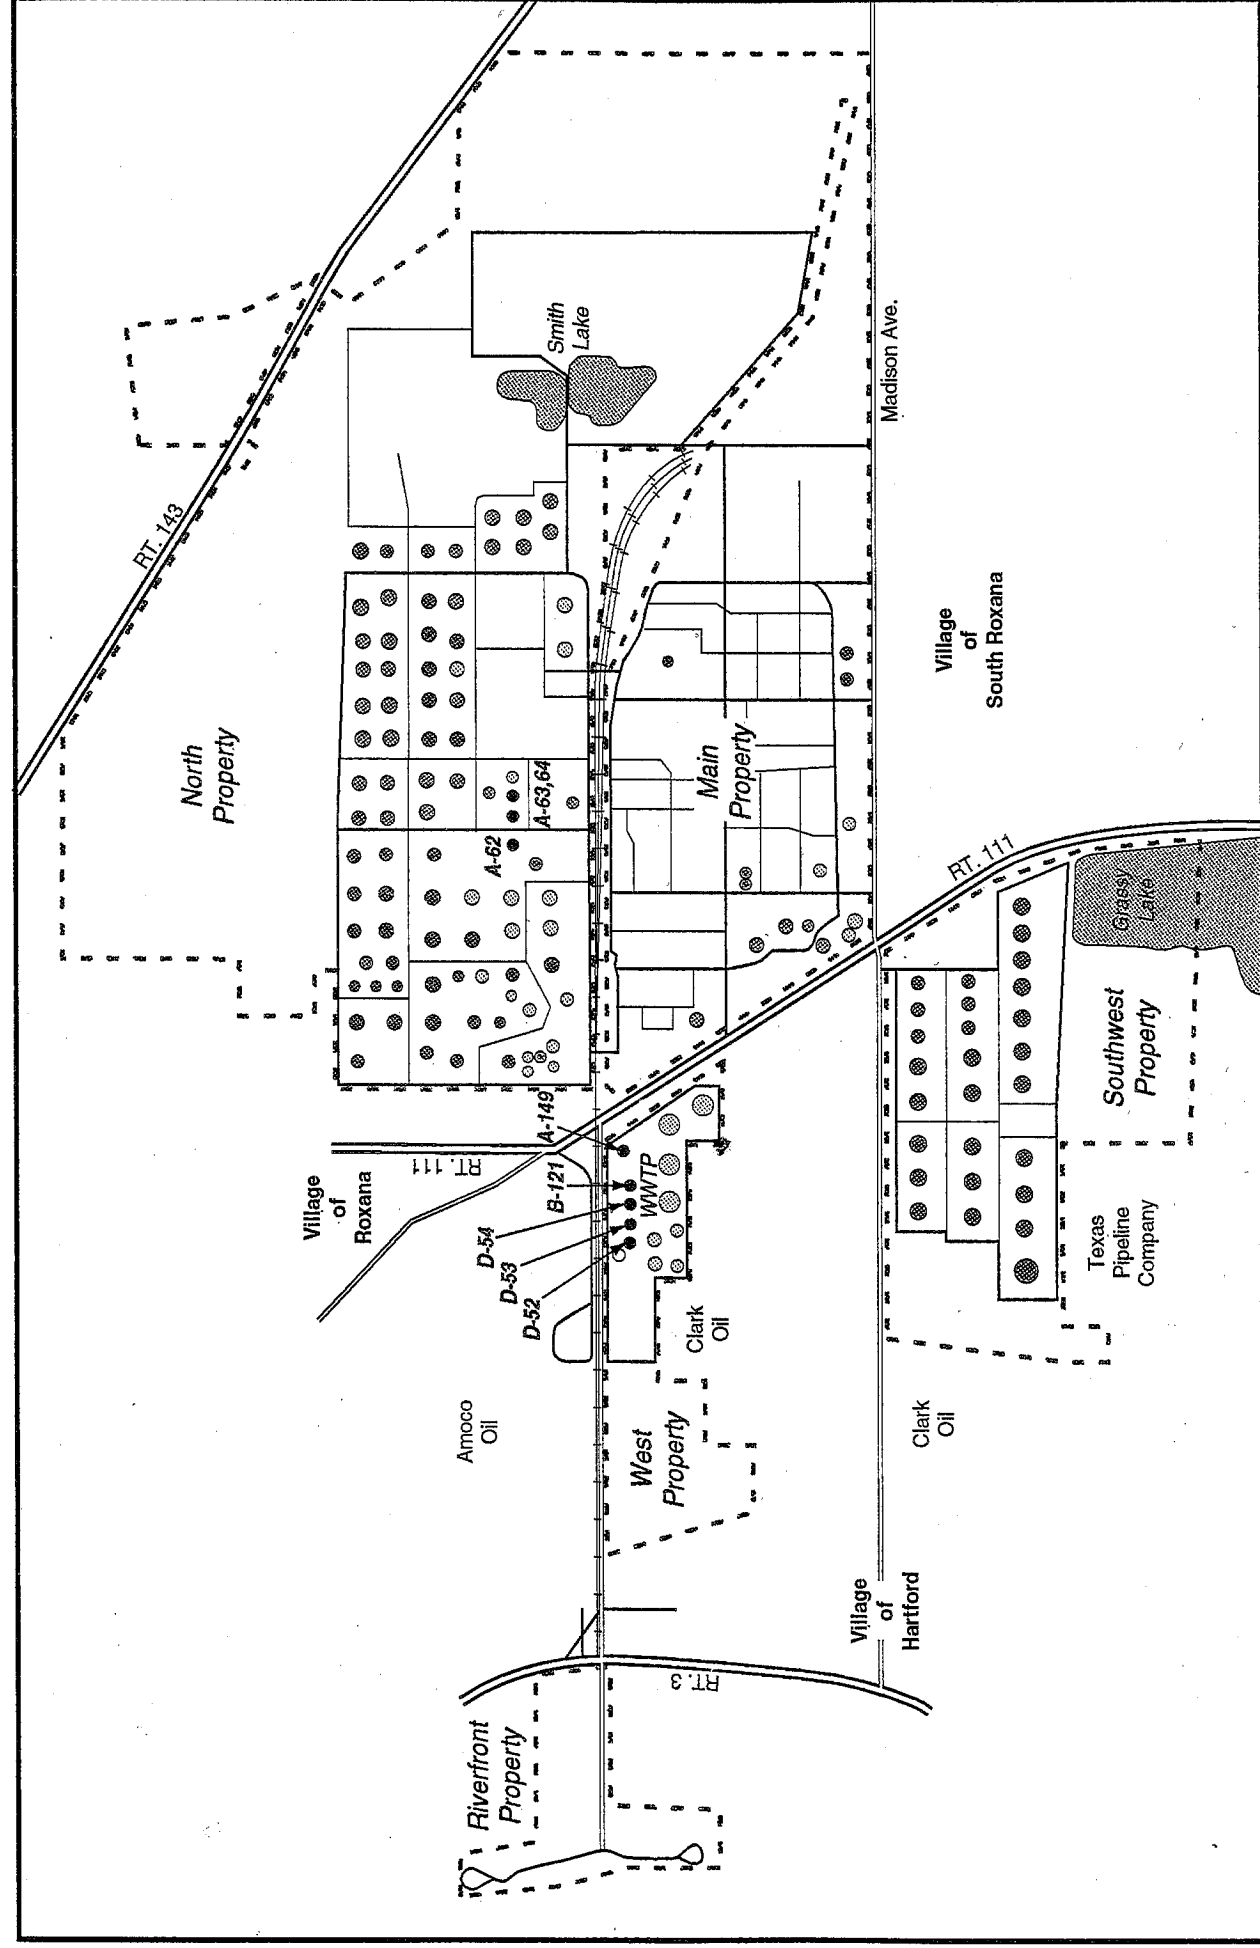 RT. 143
North
Property
Smith
Lake
Madison Ave.
A-62
A-63,64
Main
Property
Village
of
South Roxana
RT. 111
Grassy
Lake
Southwest
Property
Village
of
Roxana
RT. 111
A-149
B-121
D-54
D-53
D-52
WWTP
Clark
Oil
Texas
Pipeline
Company
Amoco
Oil
West
Property
Clark
Oil
Village
of
Hartford
RT. 3
Riverfront
Property